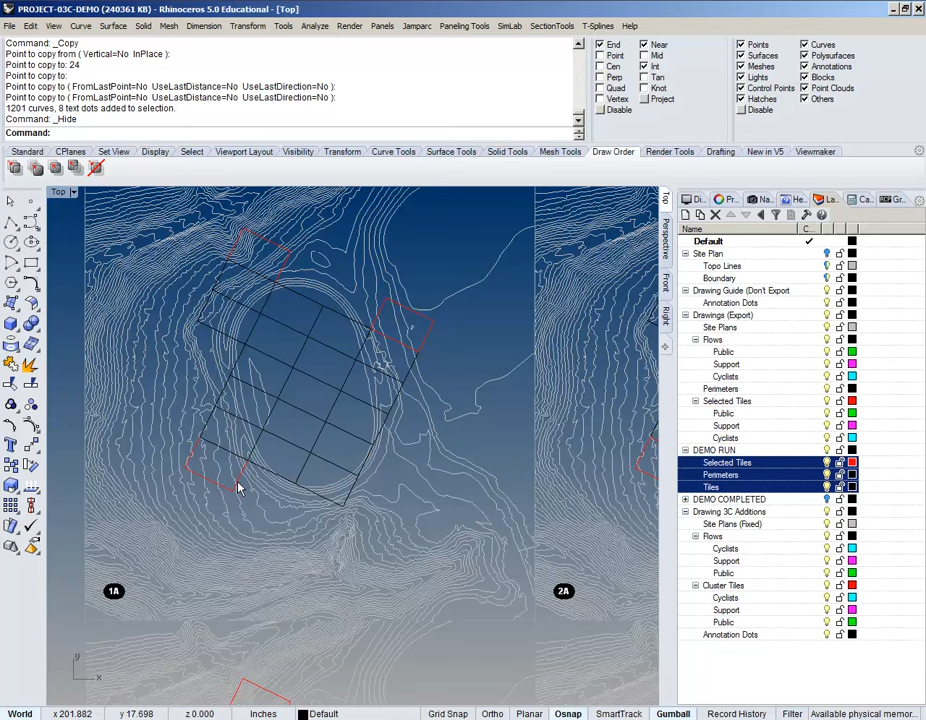 PROJECT-03C-DEMO (240361 KB) - Rhinoceros 5.0 Educational - [Top]
File Edit View Curve Surface Solid Mesh Dimension Transform Tools Analyze Render Panels Jamparc Paneling Tools SimLab SectionTools T-Splines Help
Command: _Copy
Point to copy from ( Vertical=No InPlace ):
Point to copy to: 24
Point to copy to:
Point to copy to ( FromLastPoint=No UseLastDistance=No UseLastDirection=No ):
Point to copy to ( FromLastPoint=No UseLastDistance=No UseLastDirection=No ):
1201 curves, 8 text dots added to selection.
Command: _Hide
Command:
End Near
Point Mid
Cen Int
Perp Tan
Quad Knot
Vertex Project
Disable
Points Curves
Surfaces Polysurfaces
Meshes Annotations
Lights Blocks
Control Points Point Clouds
Hatches Others
Disable
Standard CPlanes Set View Display Select Viewport Layout Visibility Transform Curve Tools Surface Tools Solid Tools Mesh Tools Draw Order Render Tools Drafting New in V5 Viewmaker
Top
Top
Perspective
Front
Right
Di... Pr... Na... He... La... Ca... Gr...
Name C...
Default
Site Plan
Topo Lines
Boundary
Drawing Guide (Don't Export
Annotation Dots
Drawings (Export)
Site Plans
Rows
Public
Support
Cyclists
Perimeters
Selected Tiles
Public
Support
Cyclists
DEMO RUN
Selected Tiles
Perimeters
Tiles
DEMO COMPLETED
Drawing 3C Additions
Site Plans (Fixed)
Rows
Cyclists
Support
Public
Cluster Tiles
Cyclists
Support
Public
Annotation Dots
1A
2A
y
x
World x 201.882 y 17.698 z 0.000 Inches Default Grid Snap Ortho Planar Osnap SmartTrack Gumball Record History Filter Available physical memor...